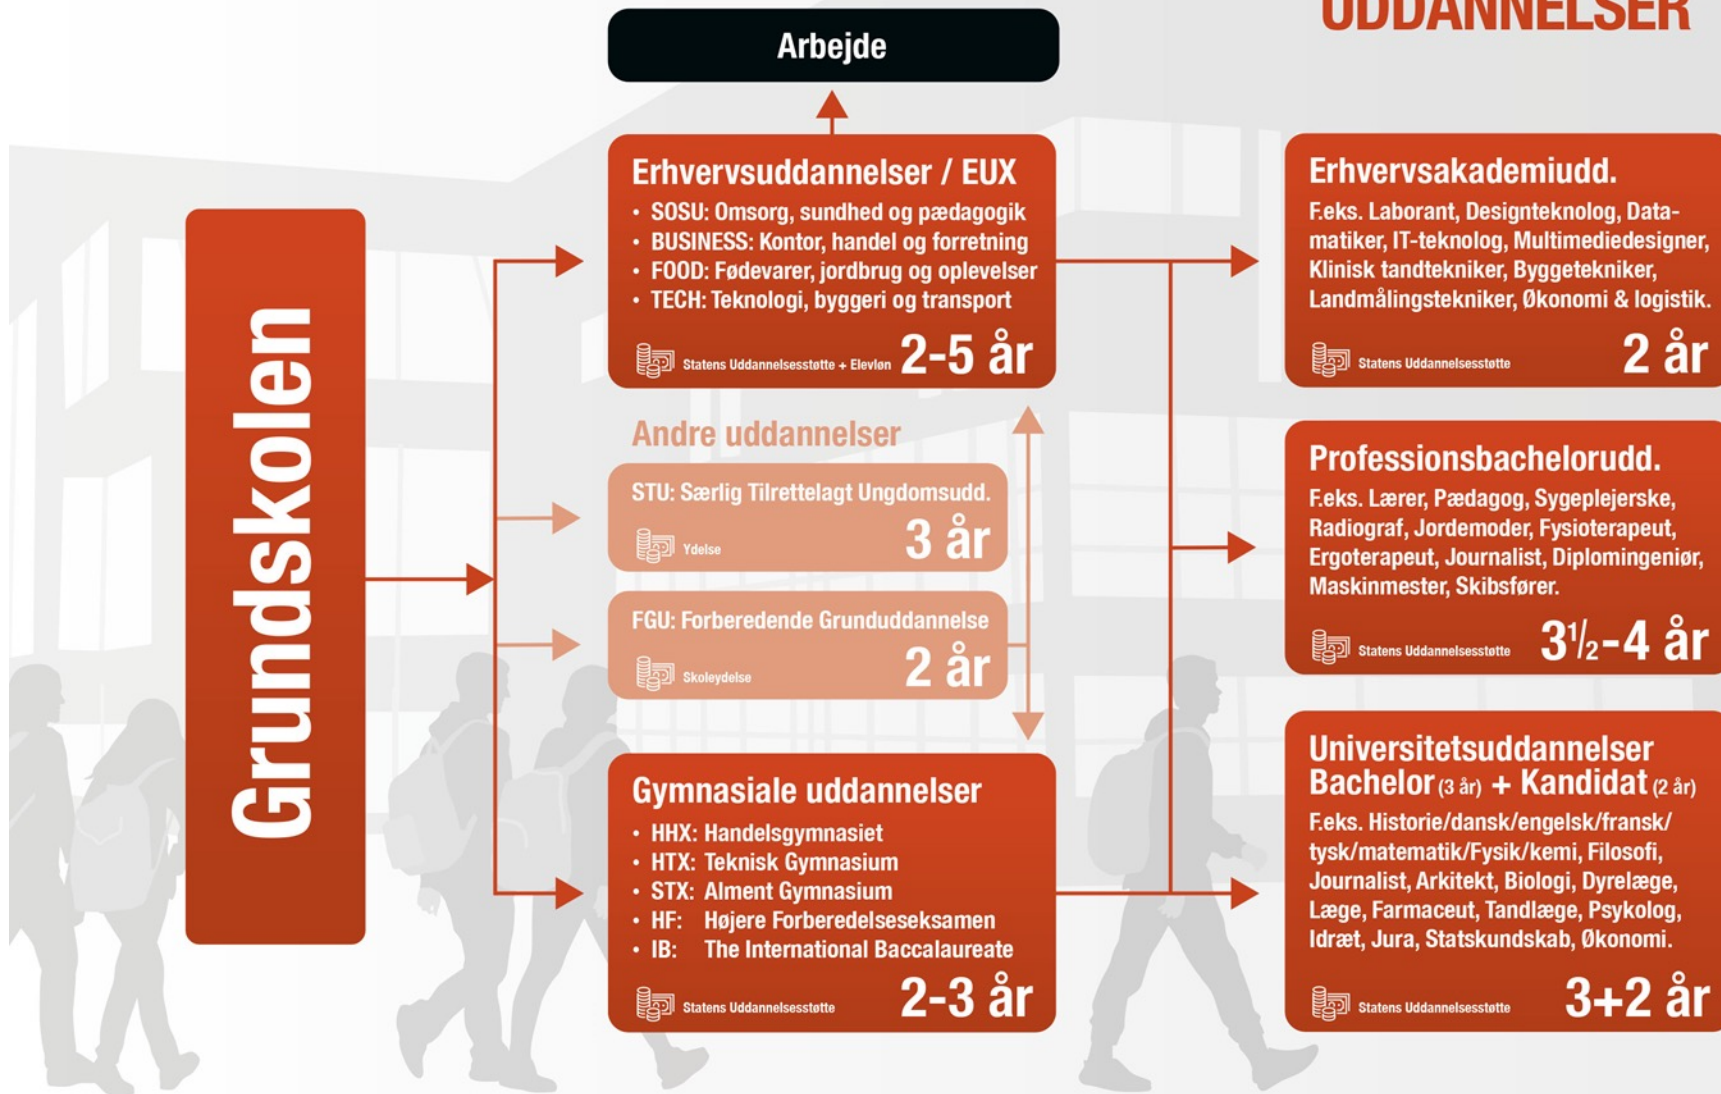 UDDANNELSER
Arbejde
Grundskolen
Erhvervsuddannelser / EUX
• SOSU: Omsorg, sundhed og pædagogik
• BUSINESS: Kontor, handel og forretning
• FOOD: Fødevarer, jordbrug og oplevelser
• TECH: Teknologi, byggeri og transport
Statens Uddannelsesstøtte + Elevløn 2-5 år
Andre uddannelser
STU: Særlig Tilrettelagt Ungdomsudd.
Ydelse 3 år
FGU: Forberedende Grunduddannelse
Skoleydelse 2 år
Gymnasiale uddannelser
• HHX: Handelsgymnasiet
• HTX: Teknisk Gymnasium
• STX: Alment Gymnasium
• HF: Højere Forberedelseseksamen
• IB: The International Baccalaureate
Statens Uddannelsesstøtte 2-3 år
Erhvervsakademiudd.
F.eks. Laborant, Designteknolog, Data-
matiker, IT-teknolog, Multimediedesigner,
Klinisk tandtekniker, Byggetekniker,
Landmålingstekniker, Økonomi & logistik.
Statens Uddannelsesstøtte 2 år
Professionsbachelorudd.
F.eks. Lærer, Pædagog, Sygeplejerske,
Radiograf, Jordemoder, Fysioterapeut,
Ergoterapeut, Journalist, Diplomingeniør,
Maskinmester, Skibsfører.
Statens Uddannelsesstøtte 3½-4 år
Universitetsuddannelser
Bachelor (3 år) + Kandidat (2 år)
F.eks. Historie/dansk/engelsk/fransk/
tysk/matematik/Fysik/kemi, Filosofi,
Journalist, Arkitekt, Biologi, Dyrelæge,
Læge, Farmaceut, Tandlæge, Psykolog,
Idræt, Jura, Statskundskab, Økonomi.
Statens Uddannelsesstøtte 3+2 år